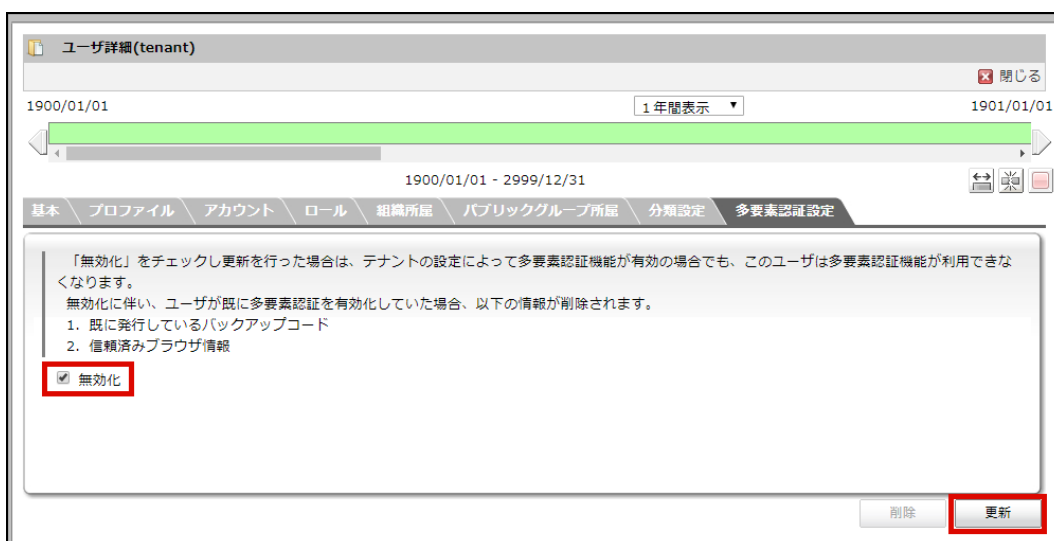 ユーザ詳細(tenant)
閉じる
1900/01/01 1年間表示 1901/01/01
1900/01/01 - 2999/12/31
基本 プロファイル アカウント ロール 組織所属 パブリックグループ所属 分類設定 多要素認証設定
「無効化」をチェックし更新を行った場合は、テナントの設定によって多要素認証機能が有効の場合でも、このユーザは多要素認証機能が利用できな
くなります。
無効化に伴い、ユーザが既に多要素認証を有効化していた場合、以下の情報が削除されます。
1. 既に発行しているバックアップコード
2. 信頼済みブラウザ情報
無効化
削除 更新